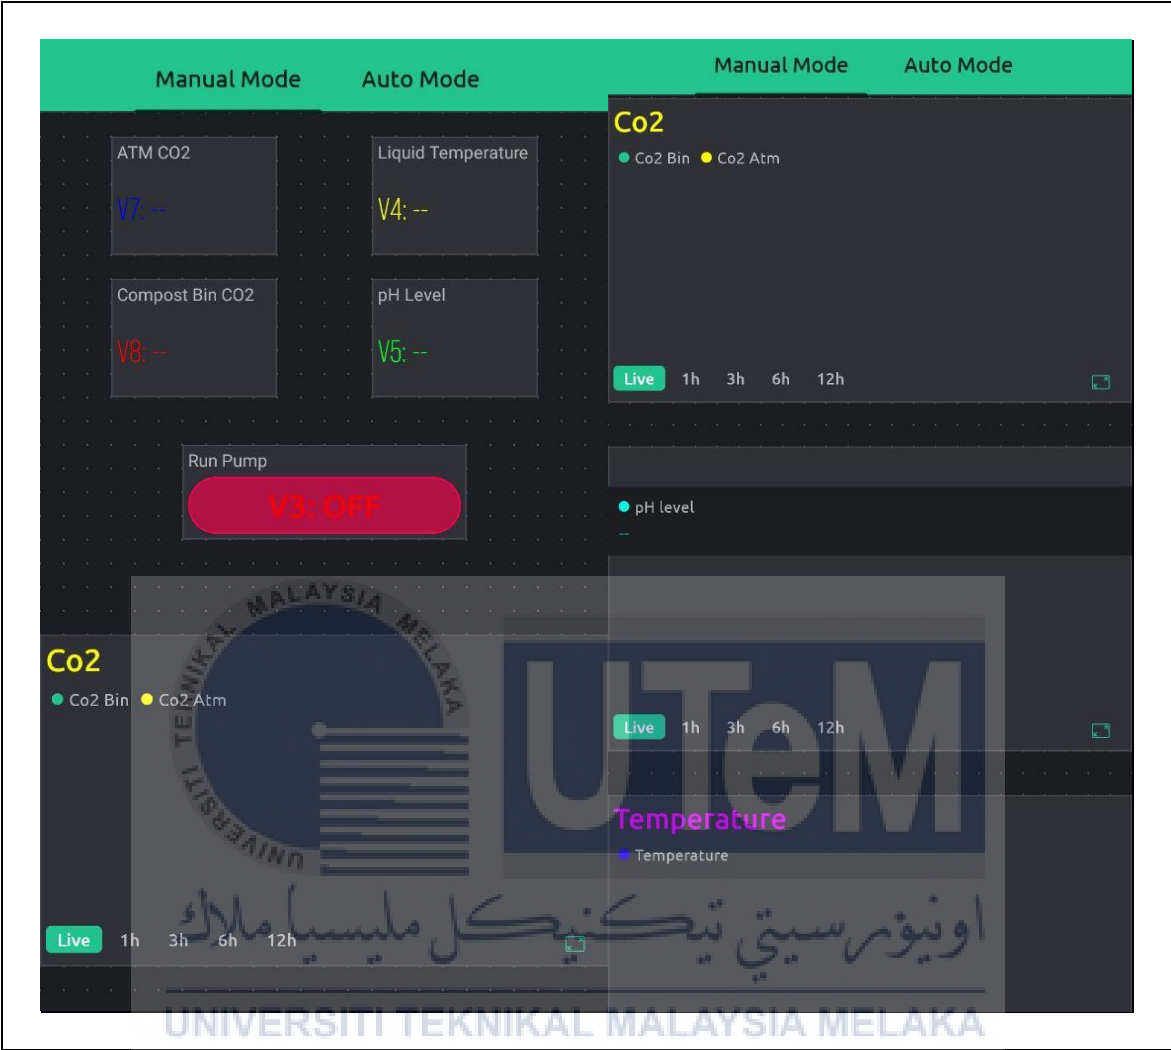 Manual Mode Auto Mode
ATM CO2
V7: --
Liquid Temperature
V4: --
Compost Bin CO2
V8: --
pH Level
V5: --
Run Pump
V3: OFF
Co2
Co2 Bin Co2 Atm
Live 1h 3h 6h 12h
Manual Mode Auto Mode
Co2
Co2 Bin Co2 Atm
Live 1h 3h 6h 12h
pH level
--
Live 1h 3h 6h 12h
Temperature
Temperature
UNIVERSITI TEKNIKAL MALAYSIA MELAKA
UTeM
اونيۏرسيتي تيكنيكل مليسيا ملاك
UNIVERSITI TEKNIKAL MALAYSIA MELAKA